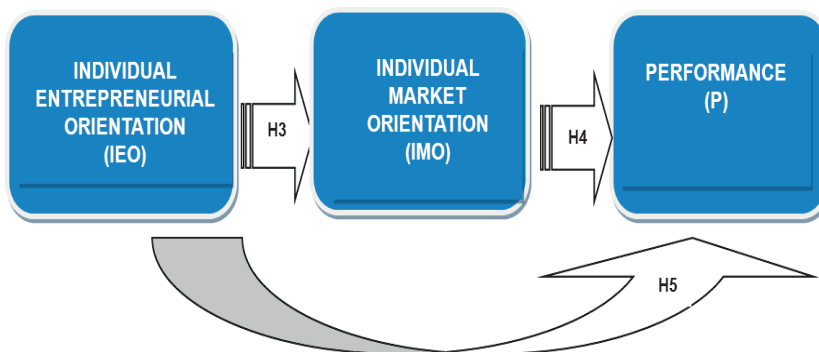 INDIVIDUAL
ENTREPRENEURIAL
ORIENTATION
(IEO)
H3
INDIVIDUAL
MARKET
ORIENTATION
(IMO)
H4
PERFORMANCE
(P)
H5